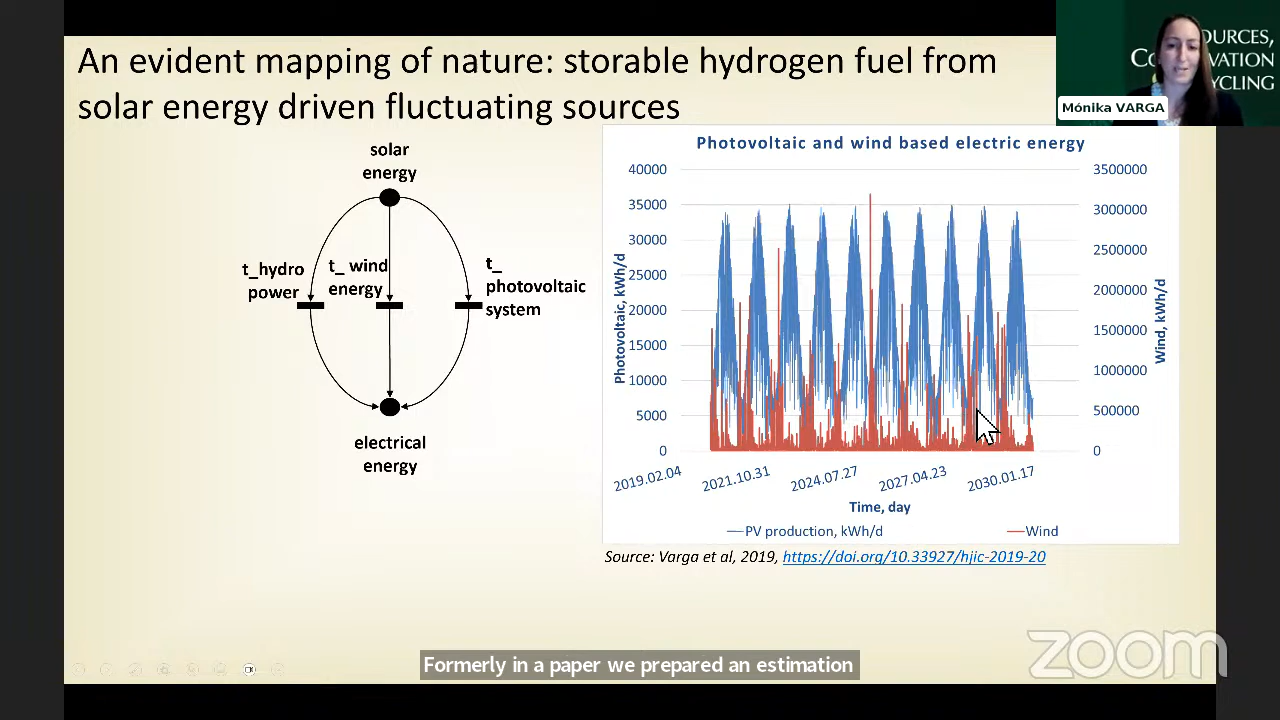 An evident mapping of nature: storable hydrogen fuel from
solar energy driven fluctuating sources
OURCES,
VATION
YCLING
Mónika VARGA
solar
energy
t_hydro
power
t_ wind
energy
t_
photovoltaic
system
electrical
energy
Photovoltaic and wind based electric energy
40000
35000
30000
25000
20000
15000
10000
5000
0
Photovoltaic, kWh/d
3500000
3000000
2500000
2000000
1500000
1000000
500000
0
Wind, kWh/d
2019.02.04
2021.10.31
2024.07.27
2027.04.23
2030.01.17
Time, day
PV production, kWh/d
Wind
Source: Varga et al, 2019, https://doi.org/10.33927/hjic-2019-20
Formerly in a paper we prepared an estimation
zoom